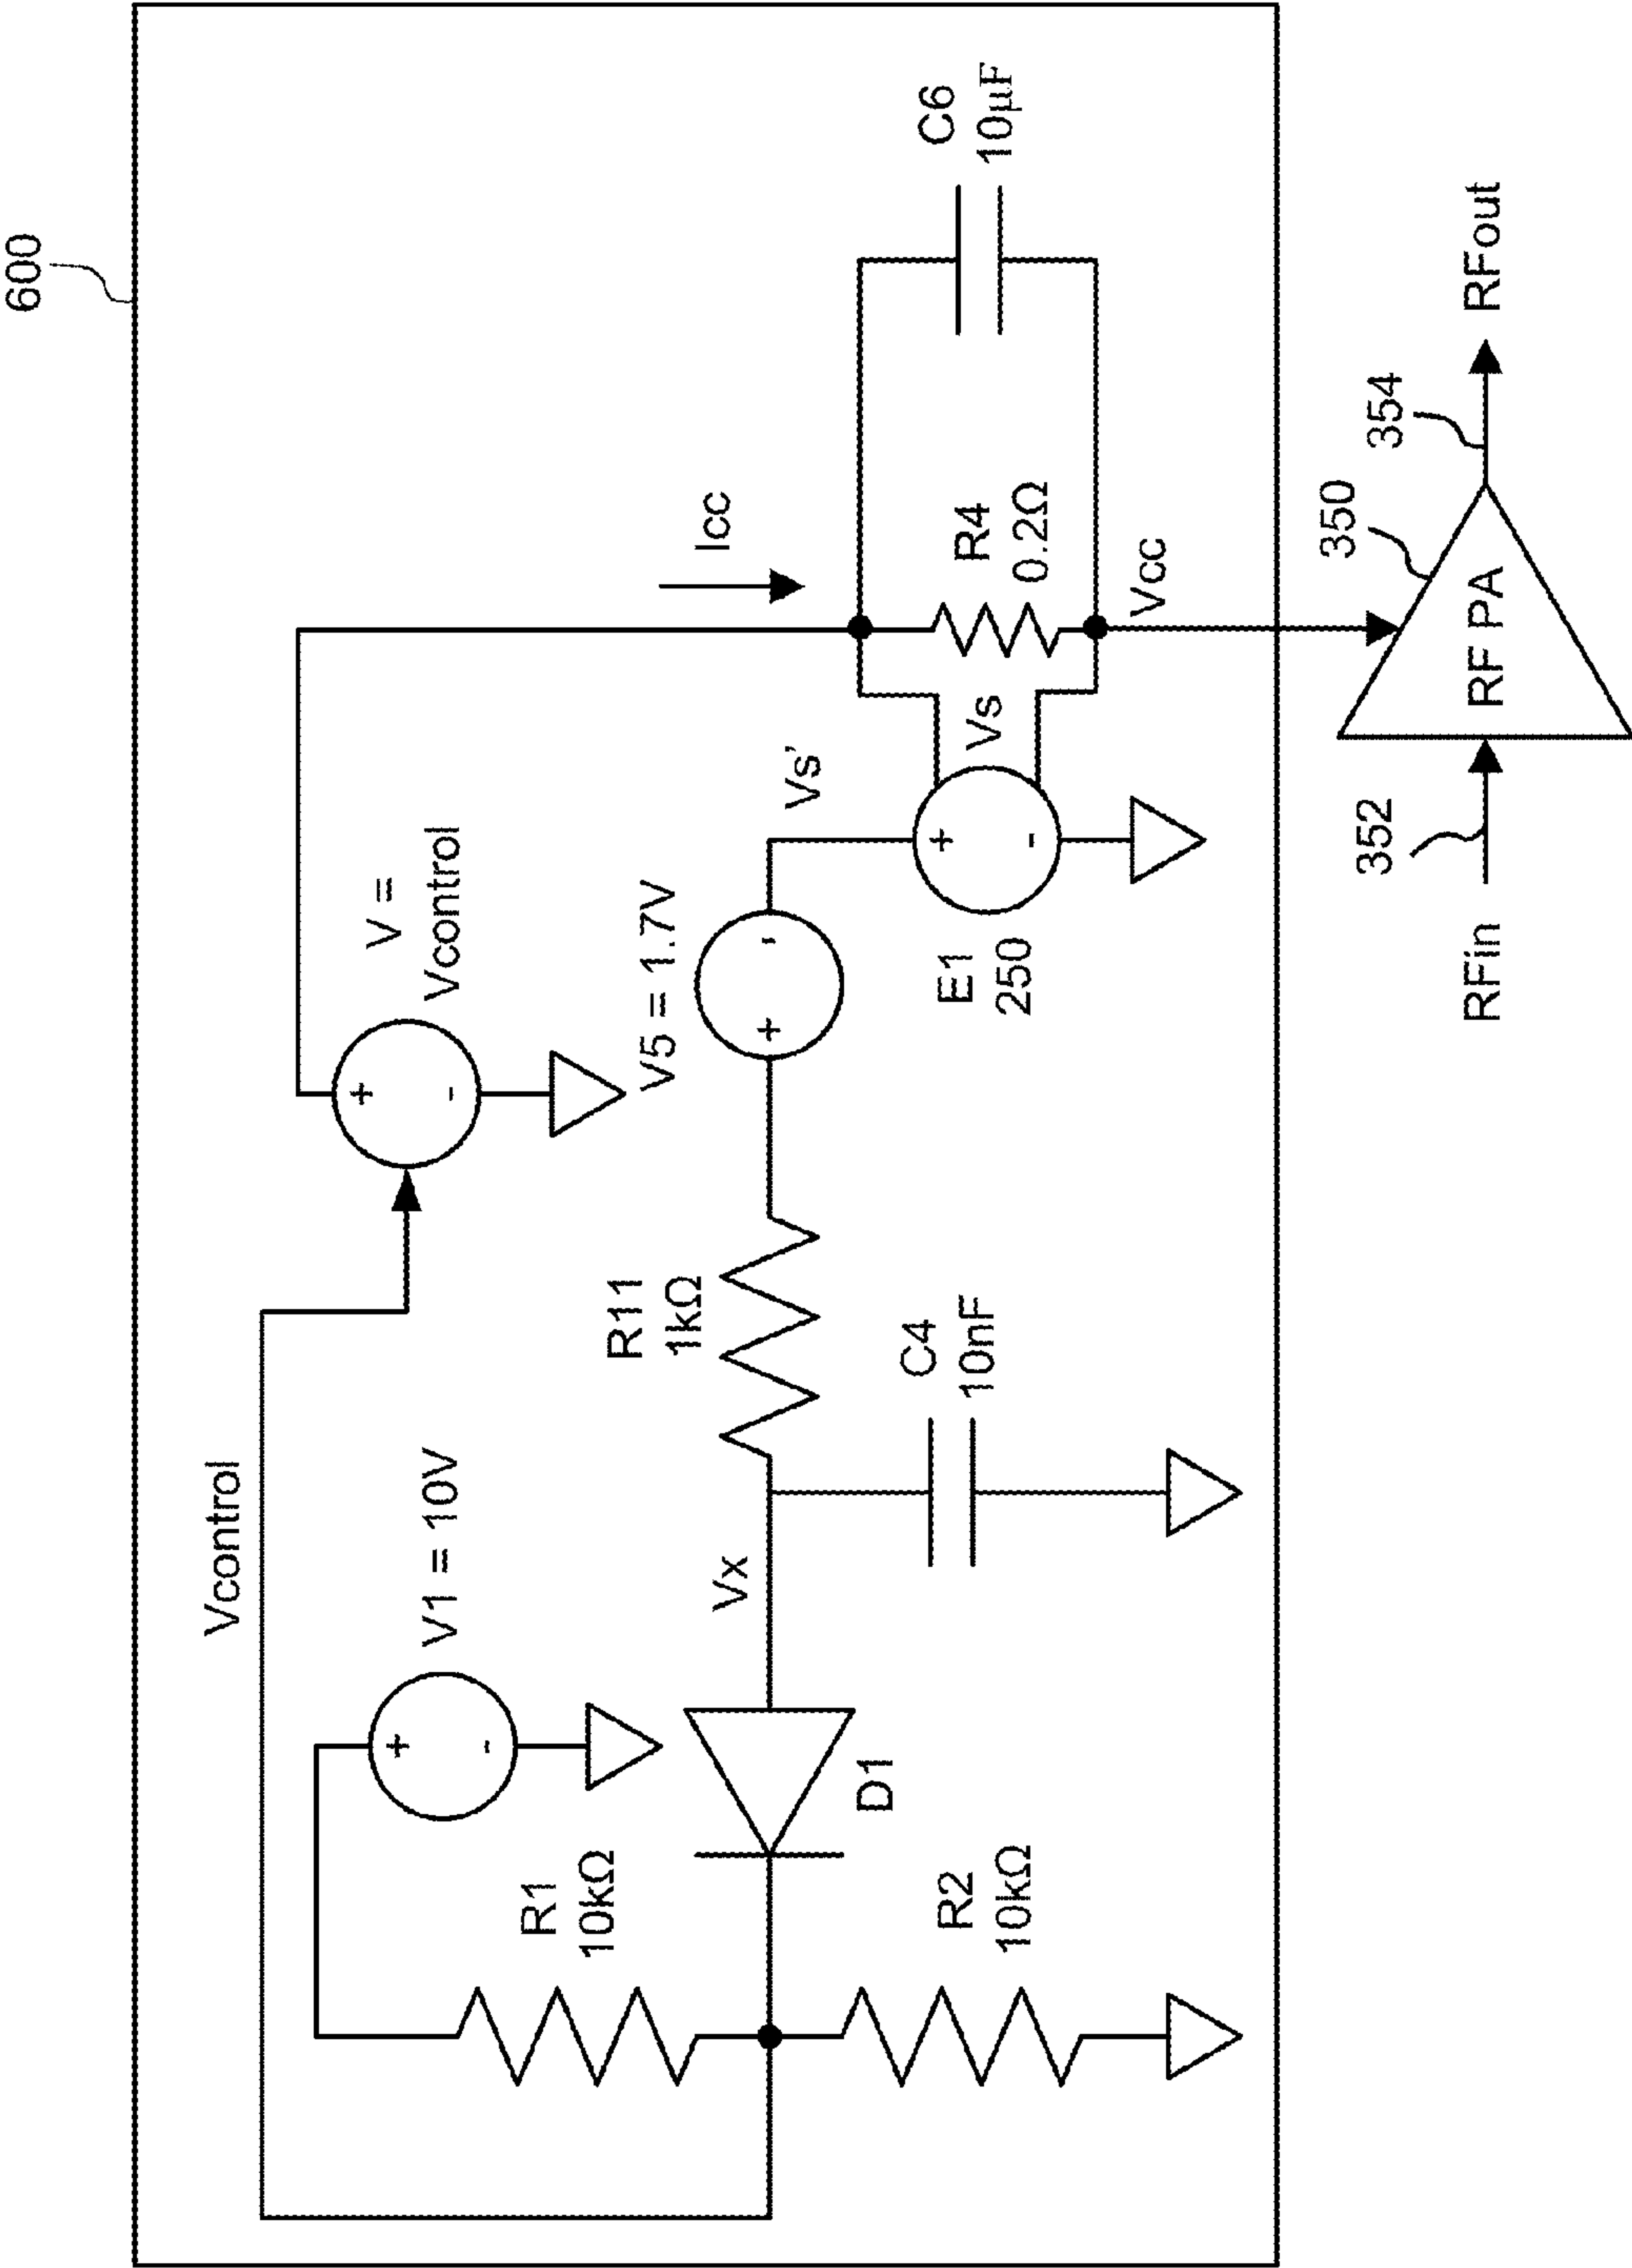 600
Vcontrol
V1 = 10V
V =
Vcontrol
Icc
R1
10kΩ
D1
Vx
R2
10kΩ
C4
10nF
R11
1kΩ
V5 = 1.7V
Vs'
E1
250
Vs
R4
0.2Ω
C6
10μF
Vcc
RFin
352
RF PA
350
354
RFout
+
-
+
-
+
-
+
-